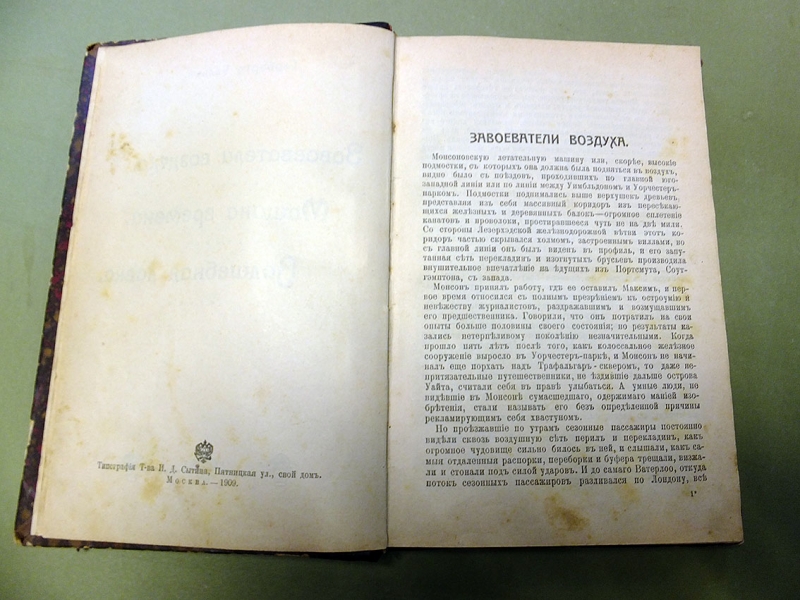 Типографія Т-ва И. Д. Сытина, Пятницкая ул., свой домъ.
Москва.—1909.
ЗАВОЕВАТЕЛИ ВОЗДУХА.
Монсоновскую летательную машину или, скорѣе, высокіе
подмостки, съ которыхъ она должна была подняться въ воздухъ,
видно было съ поѣздовъ, проходившихъ по главной юго-
западной линіи или по линіи между Уимбльдономъ и Уорчестеръ-
паркомъ. Подмостки поднимались выше верхушекъ деревьевъ,
представляя изъ себя массивный коридоръ изъ пересѣкаю-
щихся желѣзныхъ и деревянныхъ балокъ—огромное сплетеніе
канатовъ и проволоки, простиравшееся чуть не на двѣ мили.
Со стороны Лезерхэдской желѣзнодорожной вѣтви этотъ ко-
ридоръ частью скрывался холмомъ, застроеннымъ виллами, но
съ главной линіи онъ былъ виденъ въ профиль, и его запу-
танная сѣть перекладинъ и изогнутыхъ брусьевъ производила
внушительное впечатлѣніе на ѣдущихъ изъ Портсмута, Соут-
гэмптона, съ запада.
Монсонъ принялъ работу, гдѣ ее оставилъ Максимъ, и пер-
вое время относился съ полнымъ презрѣніемъ къ остроумію и
невѣжеству журналистовъ, раздражавшимъ и возмущавшимъ
его предшественника. Говорили, что онъ потратилъ на свои
опыты больше половины своего состоянія; но результаты ка-
зались нетерпѣливому поколѣнію незначительными. Когда
прошло пять лѣтъ послѣ того, какъ колоссальное желѣзное
сооруженіе выросло въ Уорчестеръ-паркѣ, и Монсонъ не начи-
налъ еще порхать надъ Трафальгаръ-скверомъ, то даже не-
притязательные путешественники, не ѣздившіе дальше острова
Уайта, считали себя въ правѣ улыбаться. А умные люди, не
видѣвшіе въ Монсонѣ сумасшедшаго, одержимаго маніей изо-
брѣтенія, стали называть его безъ опредѣленной причины
рекламирующимъ себя хвастуномъ.
Но проѣзжавшіе по утрамъ сезонные пассажиры постоянно
видѣли сквозь воздушную сѣть перилъ и перекладинъ, какъ
огромное чудовище сильно билось въ ней, и слышали, какъ са-
мыя отдаленныя распорки, переборки и буфера трещали, визжа-
ли и стонали подъ силой ударовъ. И до самаго Ватерлоо, откуда
потокъ сезонныхъ пассажировъ разливался по Лондону, всѣ
1*